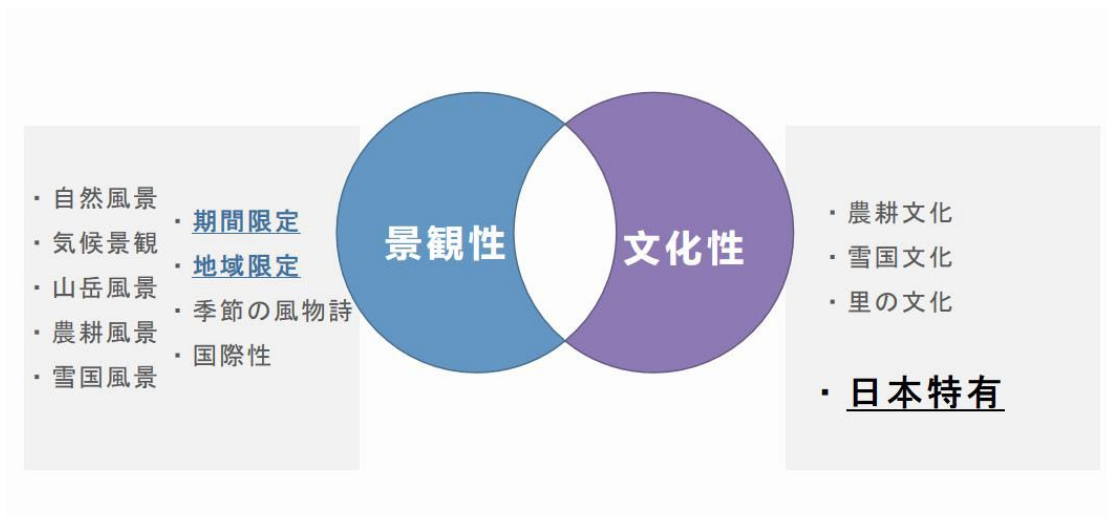 ・自然風景
・気候景観
・山岳風景
・農耕風景
・雪国風景
・期間限定
・地域限定
・季節の風物詩
・国際性
景観性
文化性
・農耕文化
・雪国文化
・里の文化
・日本特有